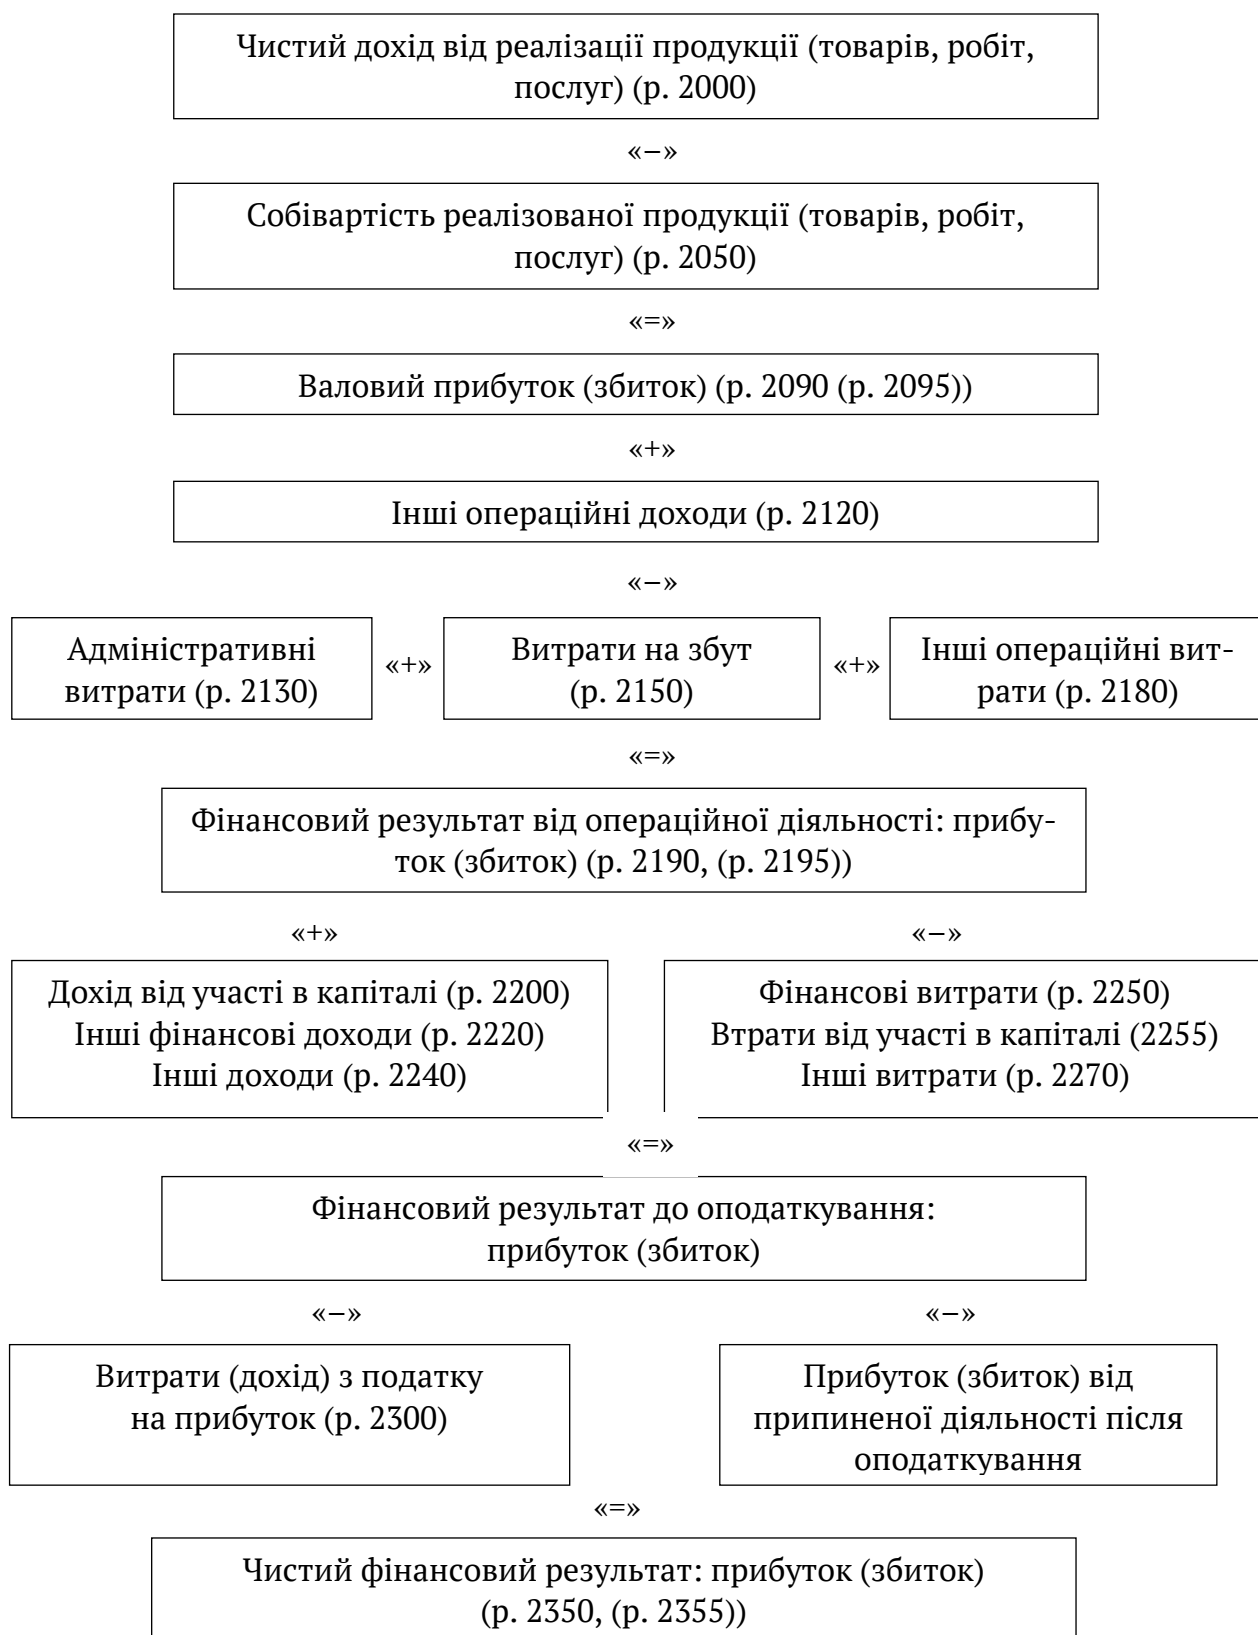 Чистий дохід від реалізації продукції (товарів, робіт,
послуг) (р. 2000)
«−»
Собівартість реалізованої продукції (товарів, робіт,
послуг) (р. 2050)
«=»
Валовий прибуток (збиток) (р. 2090 (р. 2095))
«+»
Інші операційні доходи (р. 2120)
«−»
Адміністративні
витрати (р. 2130)
«+»
Витрати на збут
(р. 2150)
«+»
Інші операційні вит-
рати (р. 2180)
«=»
Фінансовий результат від операційної діяльності: прибу-
ток (збиток) (р. 2190, (р. 2195))
«+»
«−»
Дохід від участі в капіталі (р. 2200)
Інші фінансові доходи (р. 2220)
Інші доходи (р. 2240)
Фінансові витрати (р. 2250)
Втрати від участі в капіталі (2255)
Інші витрати (р. 2270)
«=»
Фінансовий результат до оподаткування:
прибуток (збиток)
«−»
«−»
Витрати (дохід) з податку
на прибуток (р. 2300)
Прибуток (збиток) від
припиненої діяльності після
оподаткування
«=»
Чистий фінансовий результат: прибуток (збиток)
(р. 2350, (р. 2355))